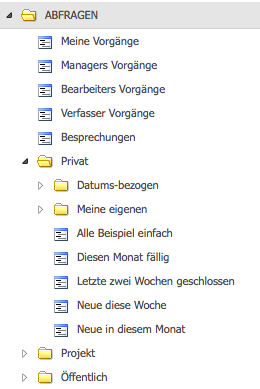 ABFRAGEN
Meine Vorgänge
Managers Vorgänge
Bearbeiters Vorgänge
Verfasser Vorgänge
Besprechungen
Privat
Datums-bezogen
Meine eigenen
Alle Beispiel einfach
Diesen Monat fällig
Letzte zwei Wochen geschlossen
Neue diese Woche
Neue in diesem Monat
Projekt
Öffentlich